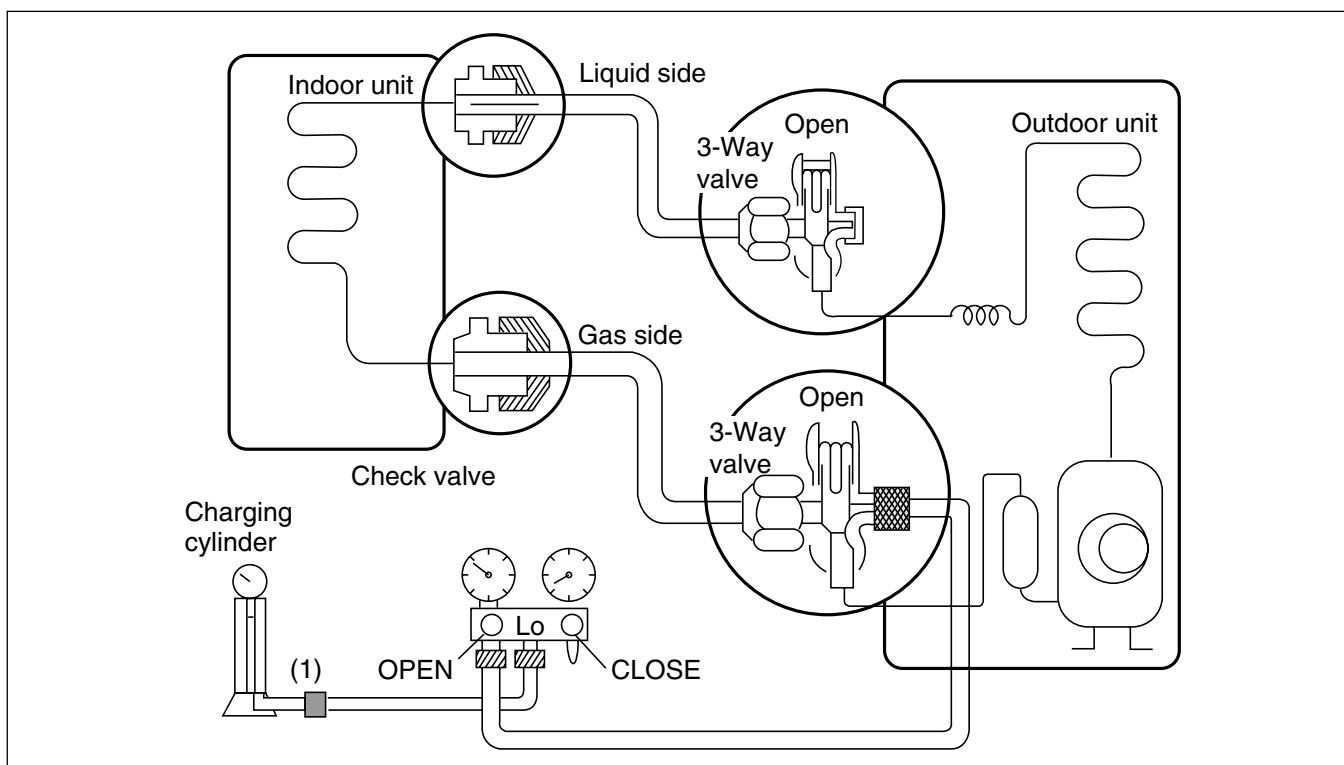 Indoor unit
Liquid side
Open
3-Way
valve
Outdoor unit
Gas side
Open
3-Way
valve
Check valve
Charging
cylinder
Lo
(1)
OPEN
CLOSE